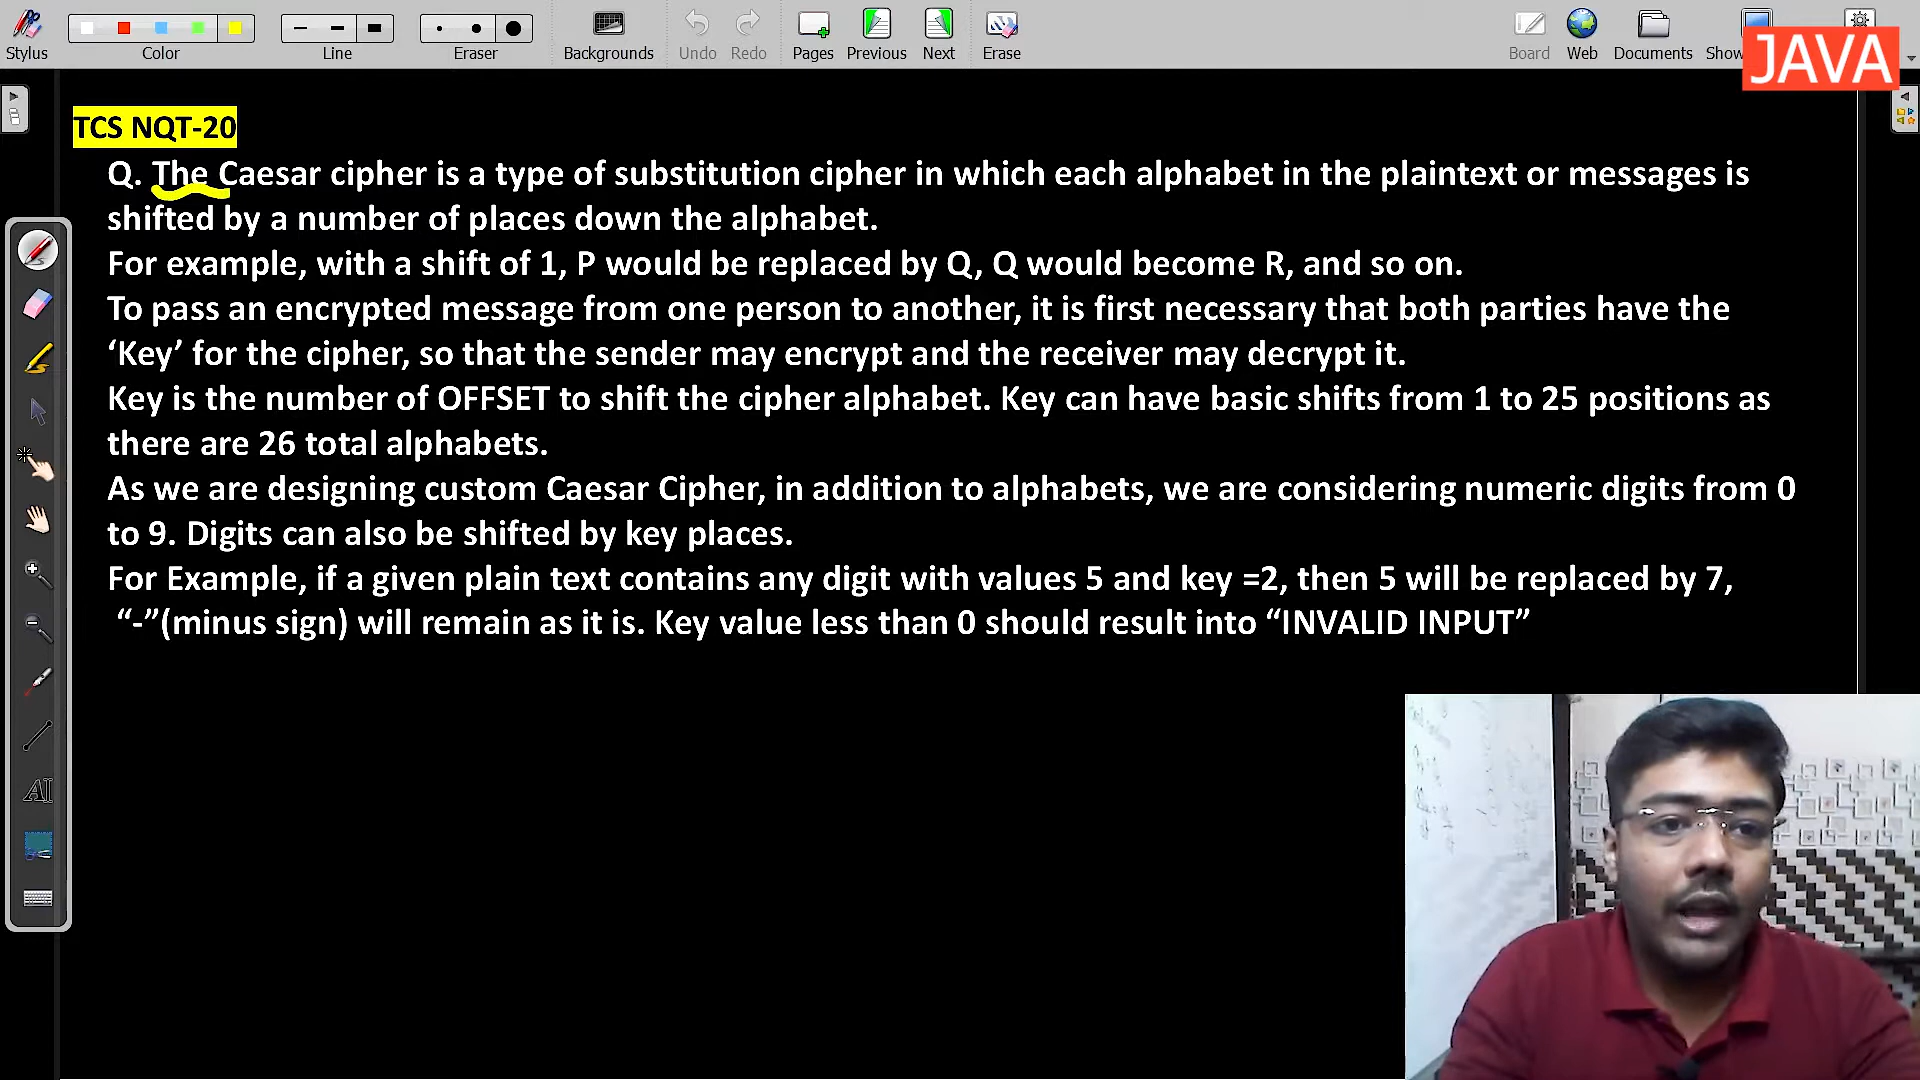 Stylus
Color
Line
Eraser
Backgrounds
Undo
Redo
Pages
Previous
Next
Erase
Board
Web
Documents
Show
JAVA
TCS NQT-20
Q. The Caesar cipher is a type of substitution cipher in which each alphabet in the plaintext or messages is
shifted by a number of places down the alphabet.
For example, with a shift of 1, P would be replaced by Q, Q would become R, and so on.
To pass an encrypted message from one person to another, it is first necessary that both parties have the
‘Key’ for the cipher, so that the sender may encrypt and the receiver may decrypt it.
Key is the number of OFFSET to shift the cipher alphabet. Key can have basic shifts from 1 to 25 positions as
there are 26 total alphabets.
As we are designing custom Caesar Cipher, in addition to alphabets, we are considering numeric digits from 0
to 9. Digits can also be shifted by key places.
For Example, if a given plain text contains any digit with values 5 and key =2, then 5 will be replaced by 7,
“-”(minus sign) will remain as it is. Key value less than 0 should result into “INVALID INPUT”
AI